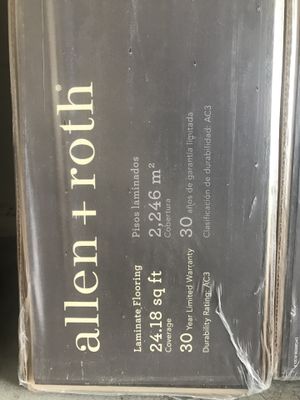 allen + roth®
Laminate Flooring
24.18 sq ft
Coverage
30 Year Limited Warranty
Durability Rating: AC3
Pisos laminados
2,246 m²
Cobertura
30 años de garantía limitada
Clasificación de durabilidad: AC3